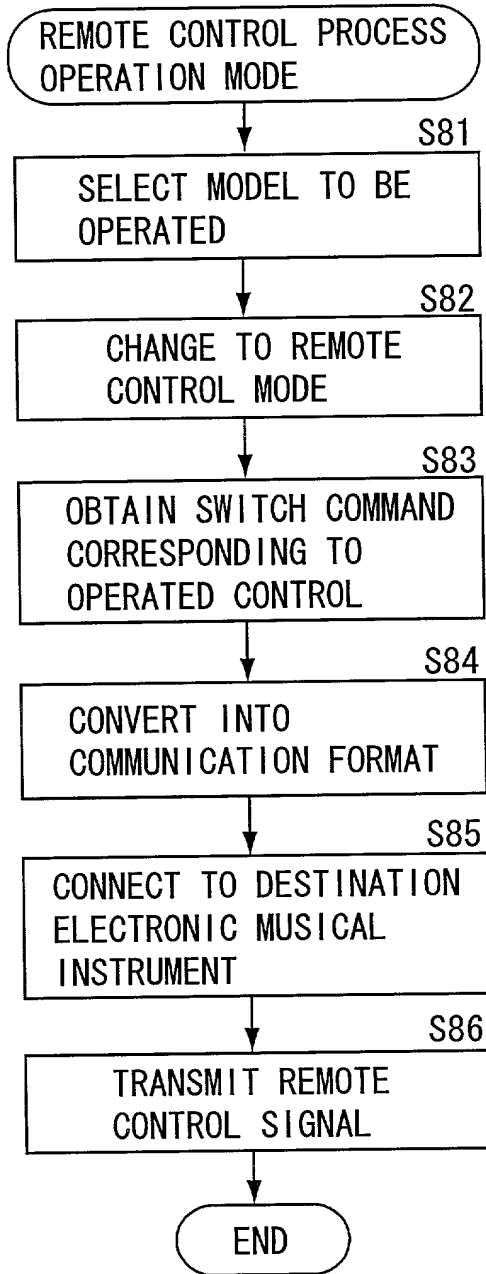 REMOTE CONTROL PROCESS
OPERATION MODE
S81
SELECT MODEL TO BE
OPERATED
S82
CHANGE TO REMOTE
CONTROL MODE
S83
OBTAIN SWITCH COMMAND
CORRESPONDING TO
OPERATED CONTROL
S84
CONVERT INTO
COMMUNICATION FORMAT
S85
CONNECT TO DESTINATION
ELECTRONIC MUSICAL
INSTRUMENT
S86
TRANSMIT REMOTE
CONTROL SIGNAL
END